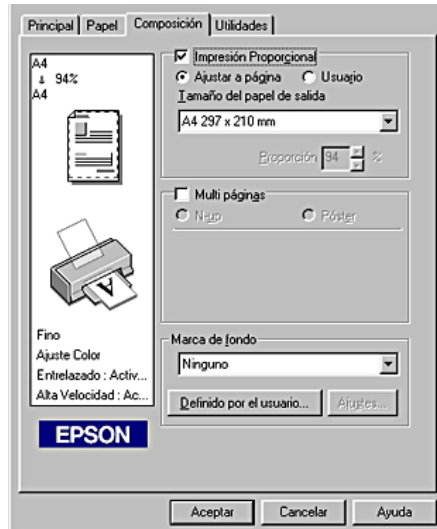 Principal Papel Composición Utilidades
A4
94%
A4
Fino
Ajuste Color
Entrelazado : Activ...
Alta Velocidad : Ac...
EPSON
Impresión Proporcional
Ajustar a página Usuario
Tamaño del papel de salida
A4 297 x 210 mm
Proporción 94 %
Multi páginas
N-up Póster
Marca de fondo
Ninguno
Definido por el usuario... Ajustes...
Aceptar Cancelar Ayuda